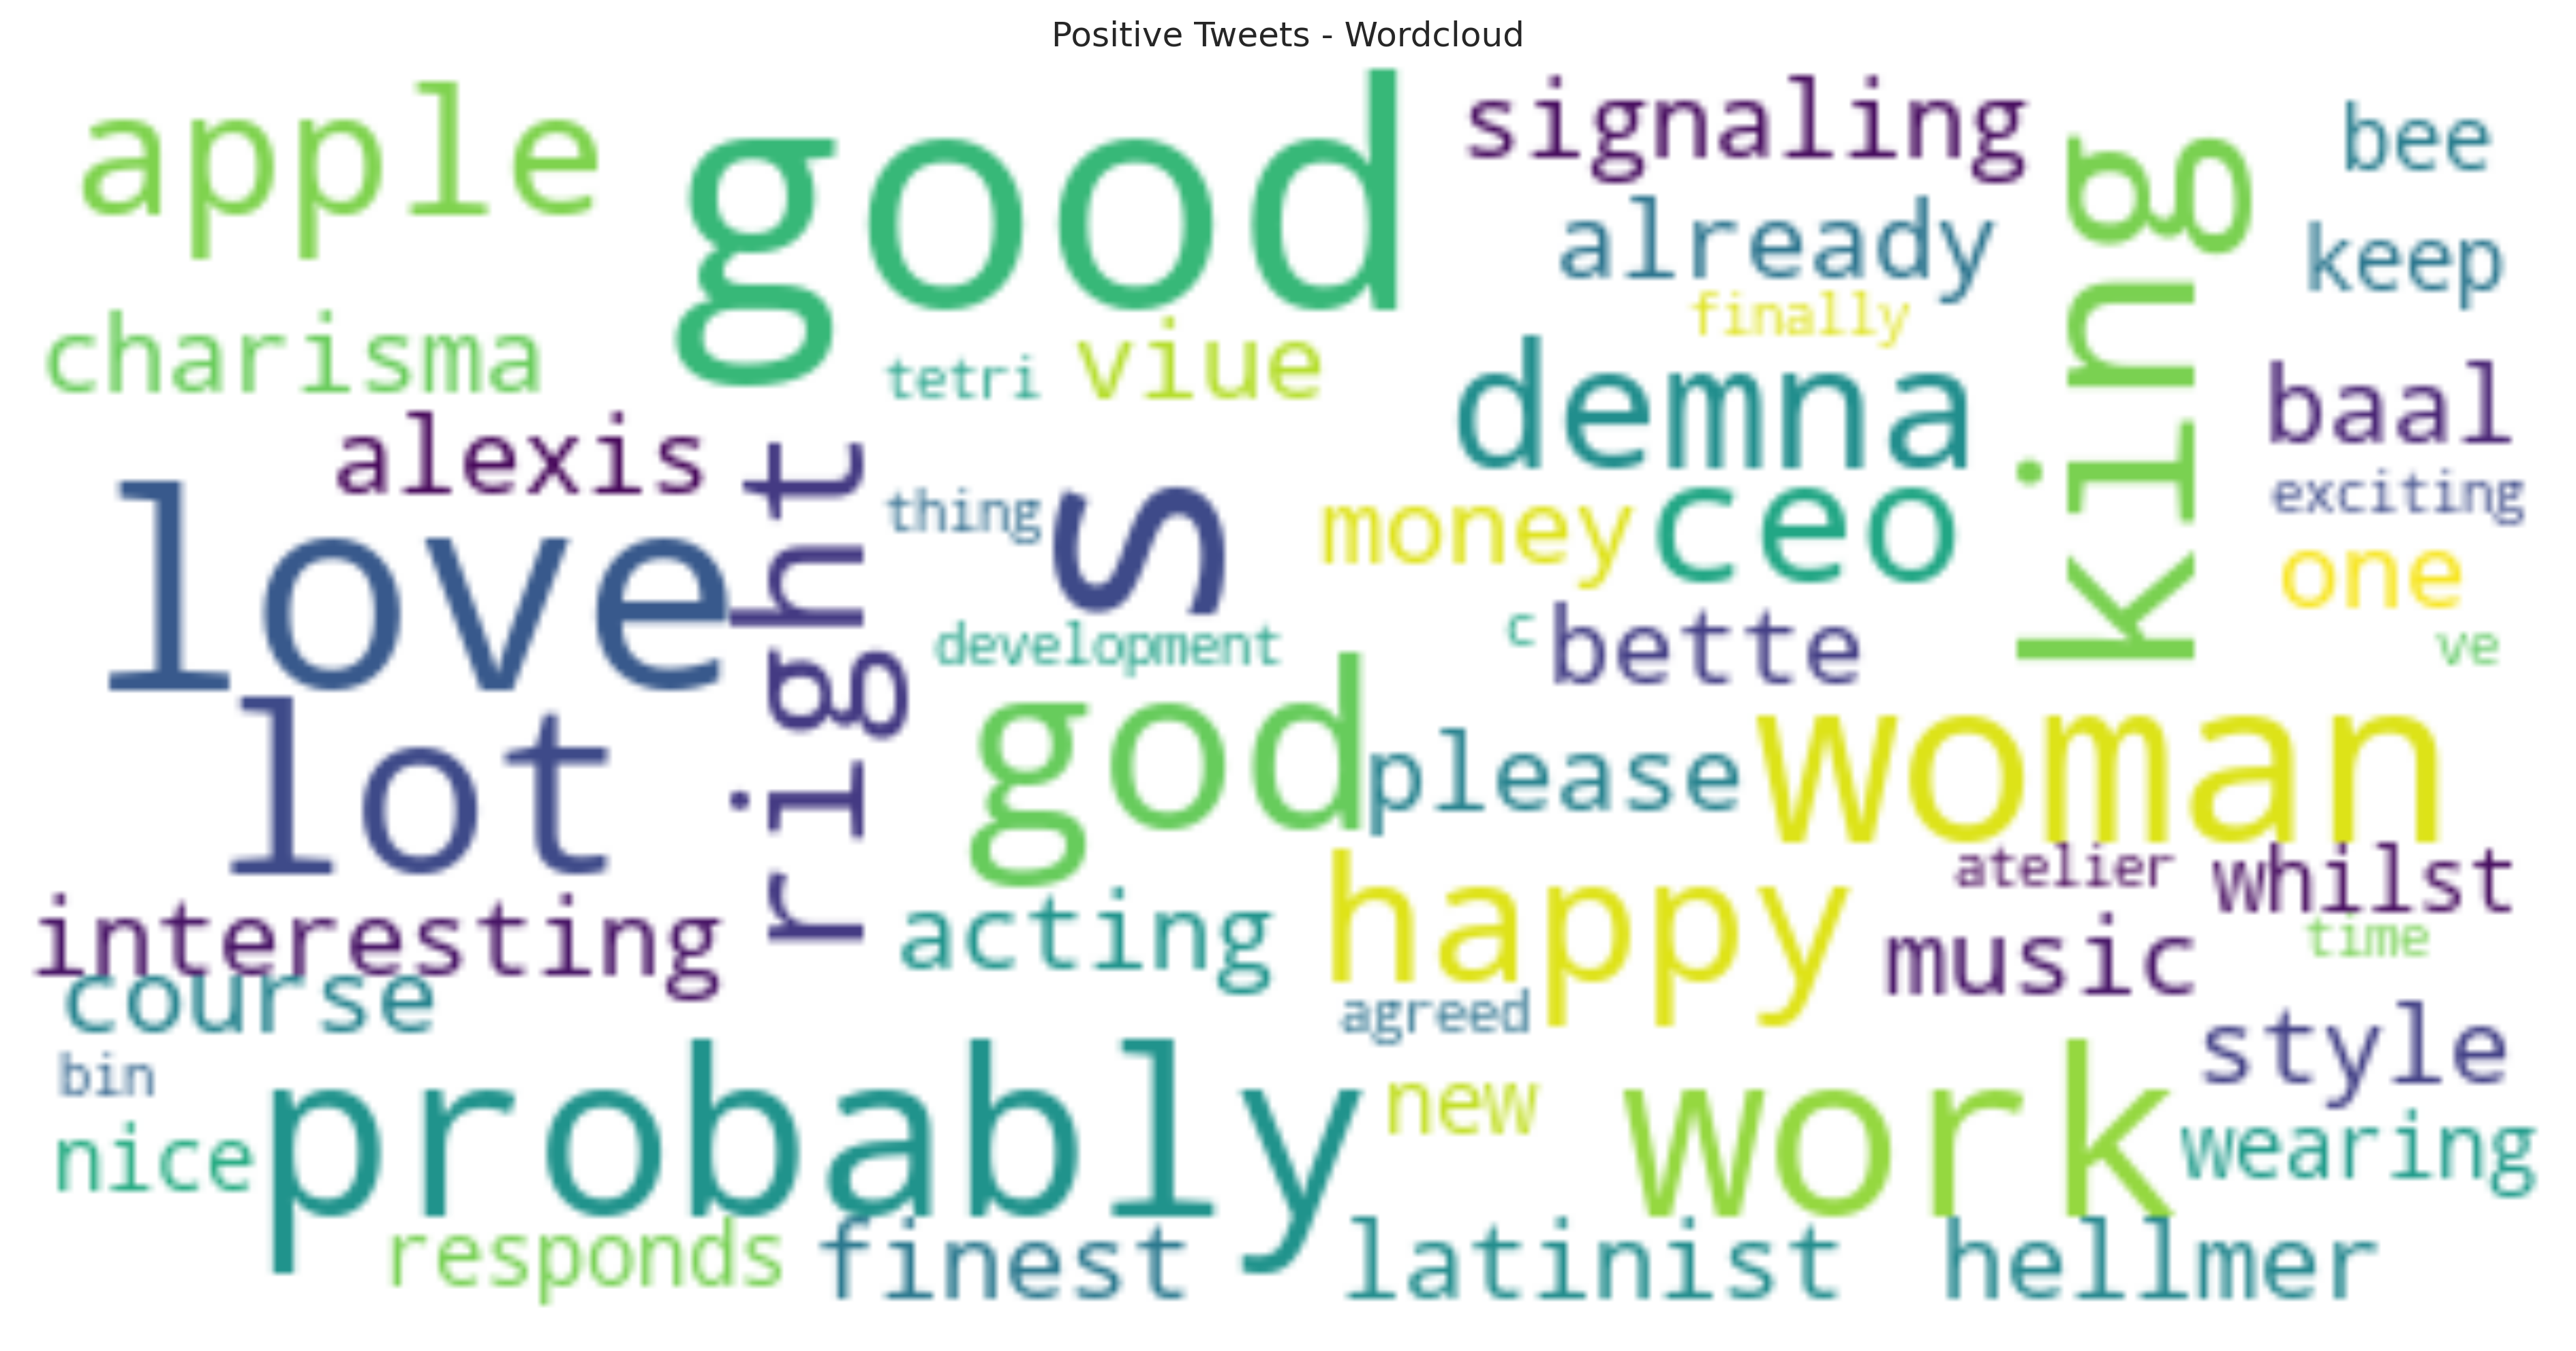 Positive Tweets - Wordcloud
apple
good
signaling
king
bee
already
keep
finally
charisma
tetri
viue
demna
baal
alexis
right
thing
s
money
ceo
exciting
love
one
development
c
bette
ve
lot
god
please
woman
atelier
whilst
interesting
acting
happy
music
time
course
agreed
style
bin
probably
new
work
nice
wearing
responds
finest
latinist
hellmer